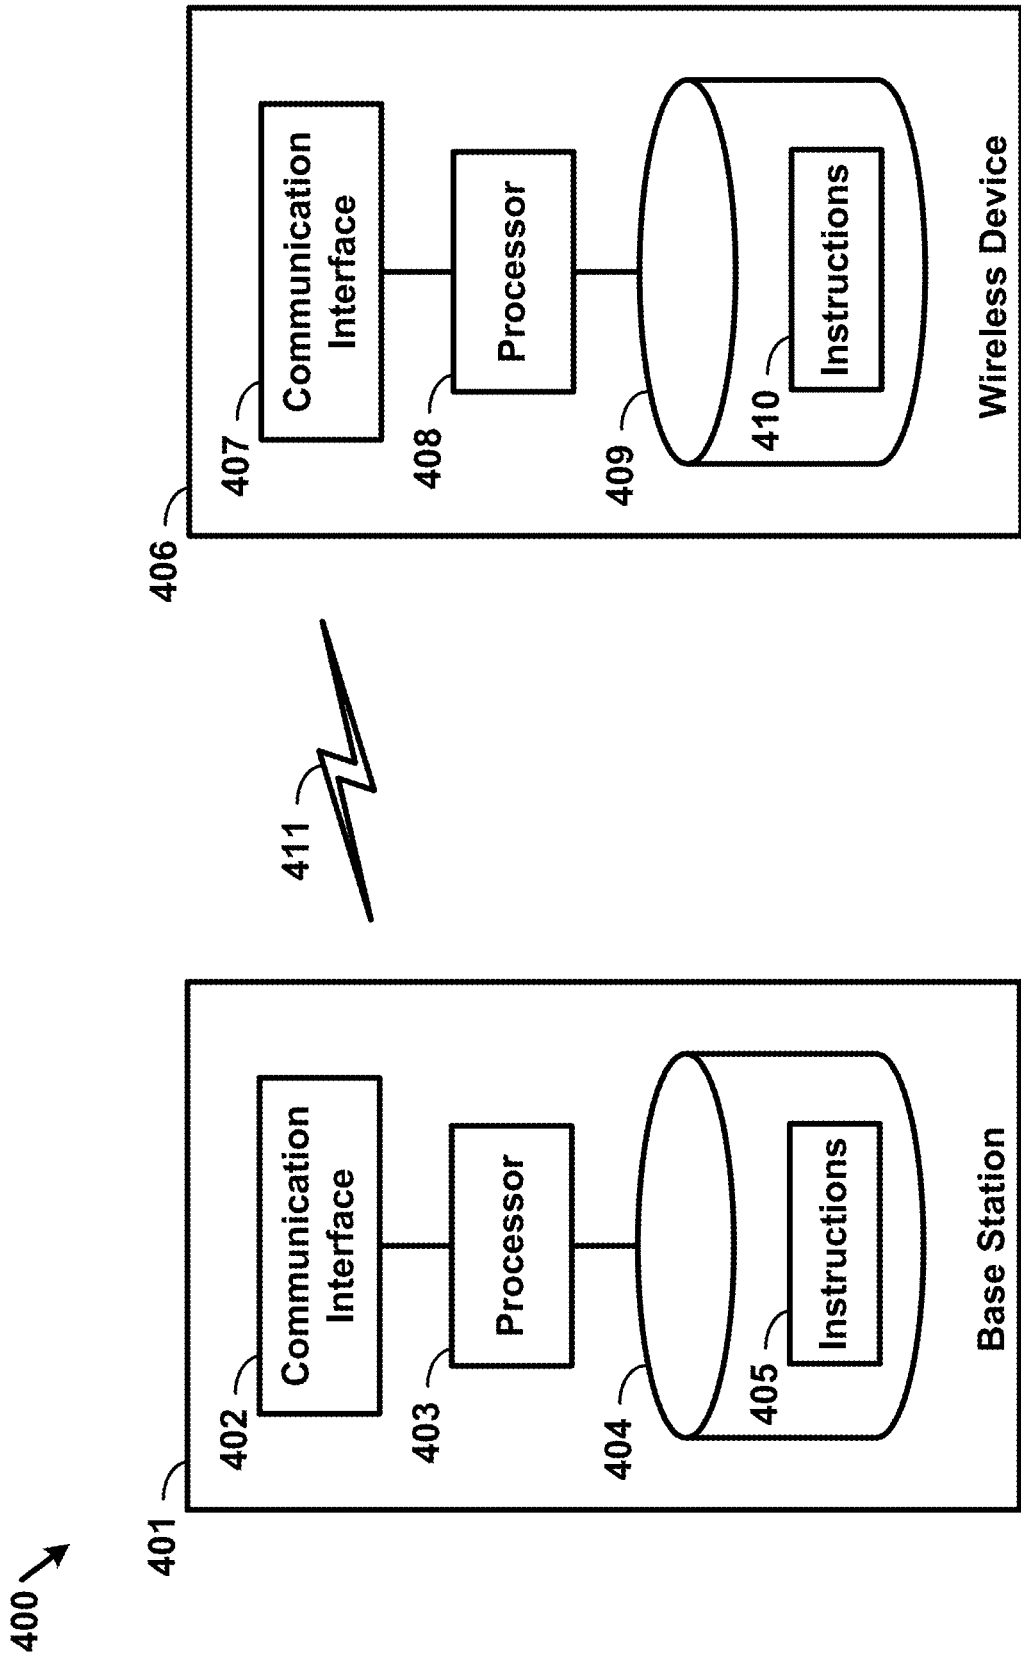 400
401
402
Communication
Interface
403
Processor
404
405
Instructions
Base Station
411
406
407
Communication
Interface
408
Processor
409
410
Instructions
Wireless Device